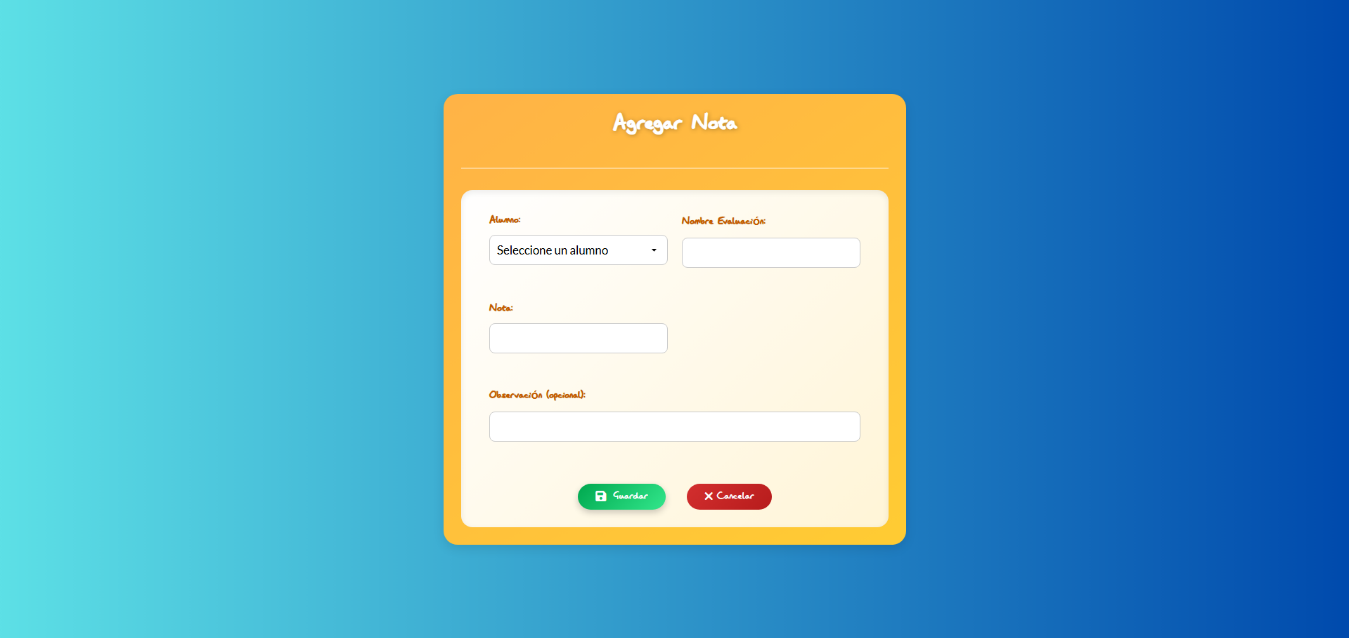 Agregar Nota
Alumno:
Nombre Evaluación:
Seleccione un alumno
Nota:
Observación (opcional):
Guardar
Cancelar